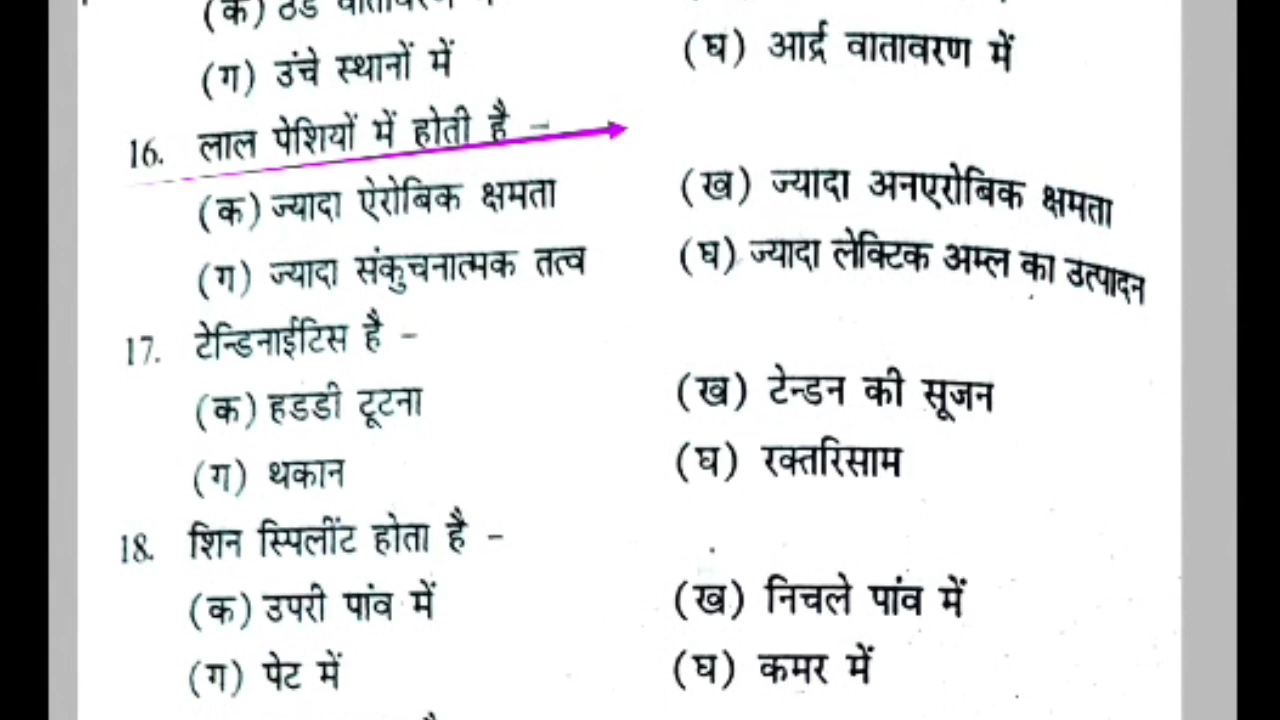 (क) ठंडे वातावरण में
(ग) उंचे स्थानों में (घ) आर्द्र वातावरण में
16. लाल पेशियों में होती है –
(क) ज्यादा ऐरोबिक क्षमता (ख) ज्यादा अनएरोबिक क्षमता
(ग) ज्यादा संकुचनात्मक तत्व (घ) ज्यादा लेक्टिक अम्ल का उत्पादन
17. टेन्डिनाईटिस है –
(क) हडडी टूटना (ख) टेन्डन की सूजन
(ग) थकान (घ) रक्तरिसाम
18. शिन स्पिलींट होता है –
(क) उपरी पांव में (ख) निचले पांव में
(ग) पेट में (घ) कमर में